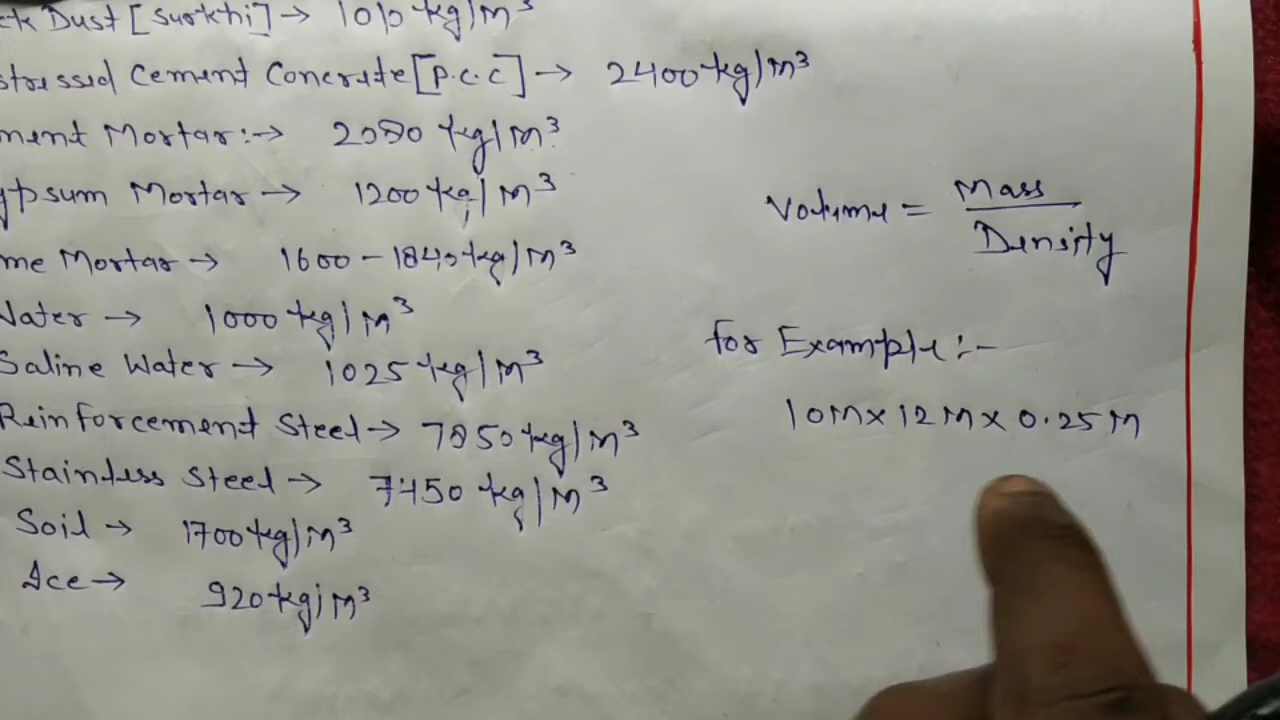 ck Dust [Surkhi] → 1010 kg/m³
stressed Cement Concrete [P.C.C] → 2400 kg/m³
ment Mortar:→ 2080 kg/m³
ypsum Mortar → 1200 kg/m³
me Mortar → 1600 - 1840 kg/m³
Water → 1000 kg/m³
Saline Water → 1025 kg/m³
Reinforcement Steel → 7850 kg/m³
Stainless Steel → 7450 kg/m³
Soil → 1700 kg/m³
Ice → 920 kg/m³
Volume = Mass
Density
for Example:-
10m x 12m x 0.25m